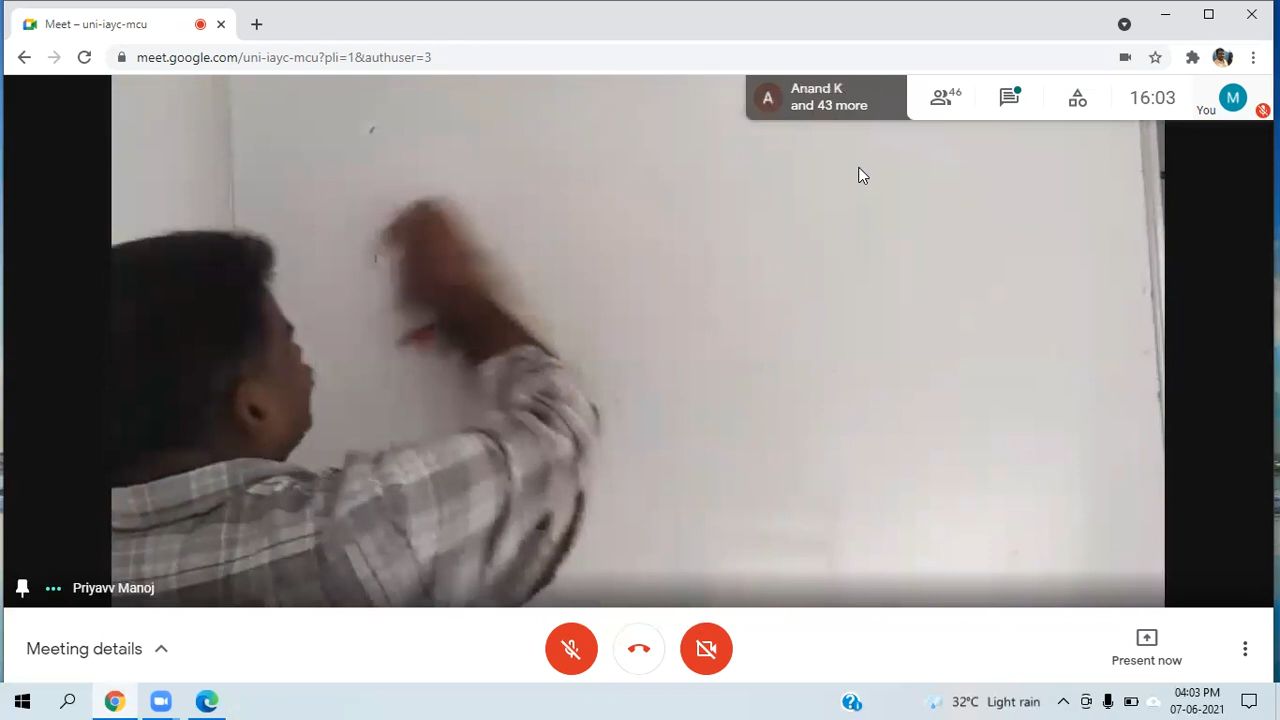 Meet – uni-iayc-mcu
meet.google.com/uni-iayc-mcu?pli=1&authuser=3
Anand K
and 43 more
A
46
16:03
You
M
Priyavv Manoj
Meeting details
Present now
32°C Light rain
04:03 PM
07-06-2021